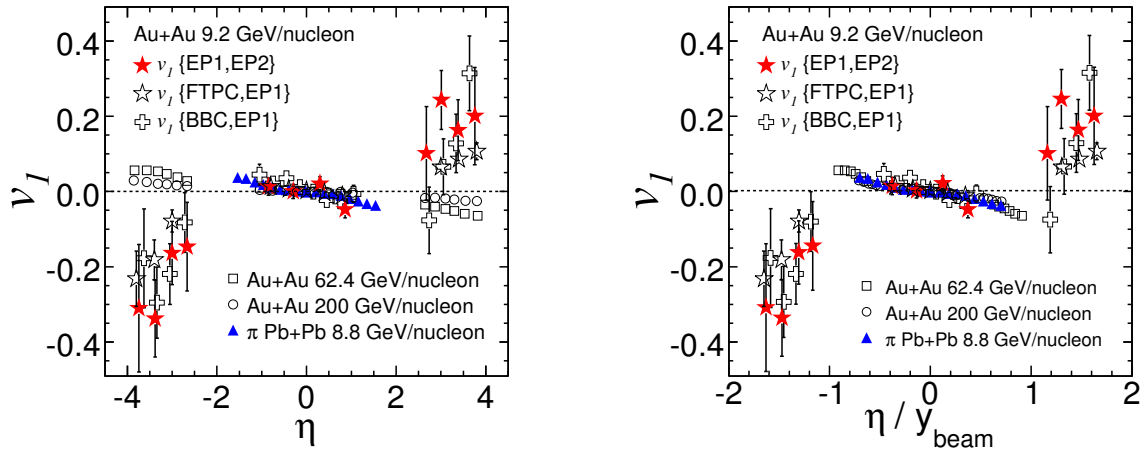 Au+Au 9.2 GeV/nucleon
v1 {EP1,EP2}
v1 {FTPC,EP1}
v1 {BBC,EP1}
0.4
0.2
0.0
-0.2
-0.4
v1
Au+Au 62.4 GeV/nucleon
Au+Au 200 GeV/nucleon
π Pb+Pb 8.8 GeV/nucleon
-4 -2 0 2 4
η
Au+Au 9.2 GeV/nucleon
v1 {EP1,EP2}
v1 {FTPC,EP1}
v1 {BBC,EP1}
0.4
0.2
0.0
-0.2
-0.4
v1
Au+Au 62.4 GeV/nucleon
Au+Au 200 GeV/nucleon
π Pb+Pb 8.8 GeV/nucleon
-2 -1 0 1 2
η / ybeam